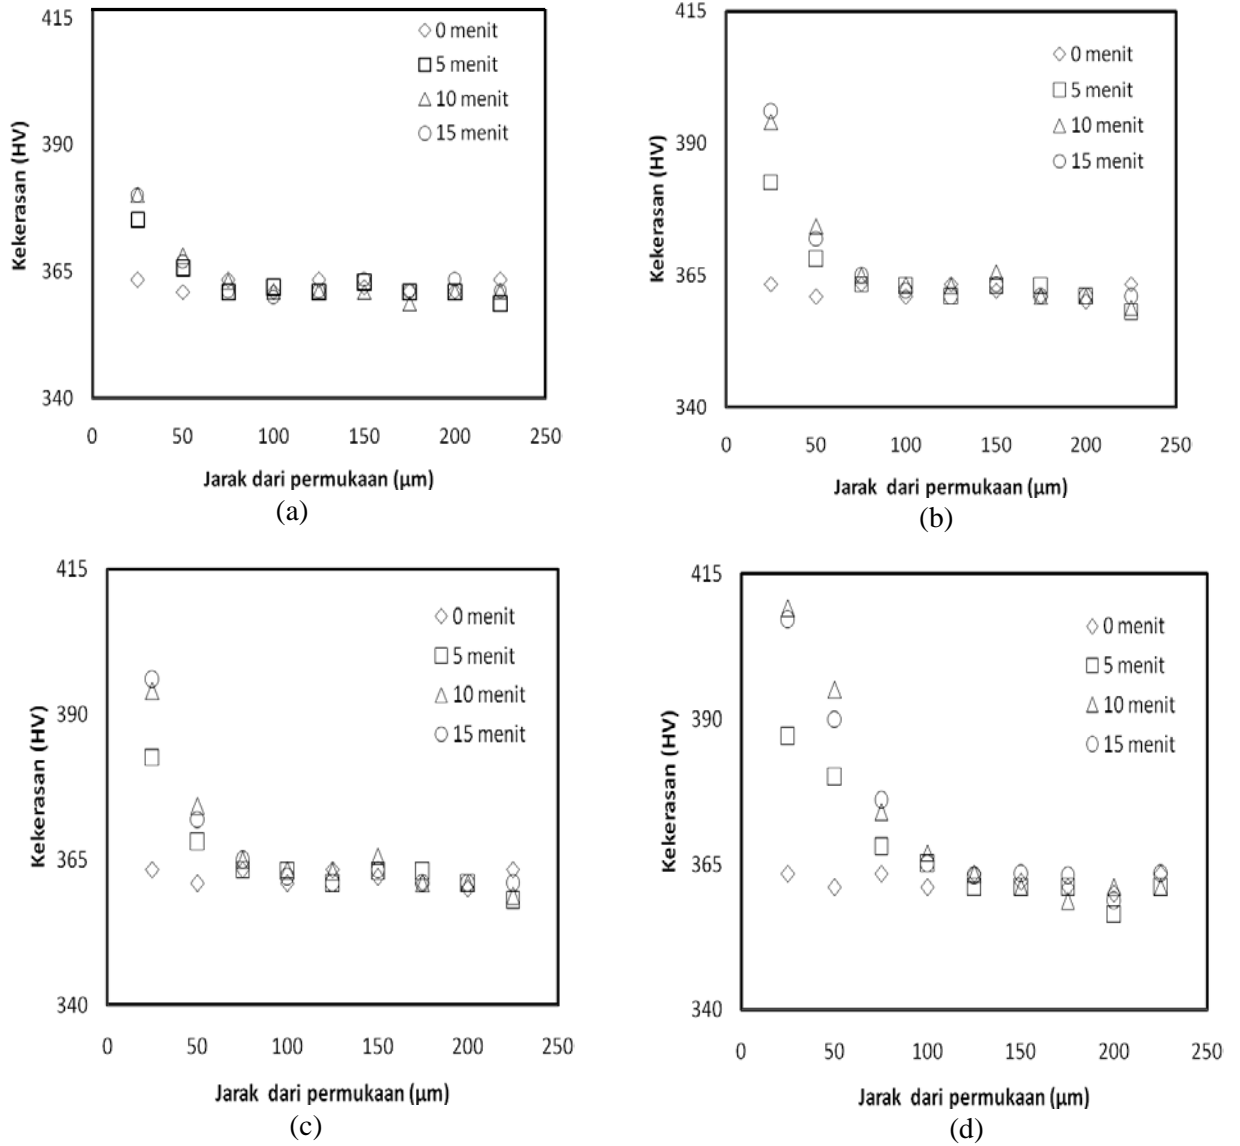 415
390
365
340
Kekerasan (HV)
0 menit
5 menit
10 menit
15 menit
0 50 100 150 200 250
Jarak dari permukaan (µm)
(a)
415
390
365
340
Kekerasan (HV)
0 menit
5 menit
10 menit
15 menit
0 50 100 150 200 250
Jarak dari permukaan (µm)
(b)
415
390
365
340
Kekerasan (HV)
0 menit
5 menit
10 menit
15 menit
0 50 100 150 200 250
Jarak dari permukaan (µm)
(c)
415
390
365
340
Kekerasan (HV)
0 menit
5 menit
10 menit
15 menit
0 50 100 150 200 250
Jarak dari permukaan (µm)
(d)